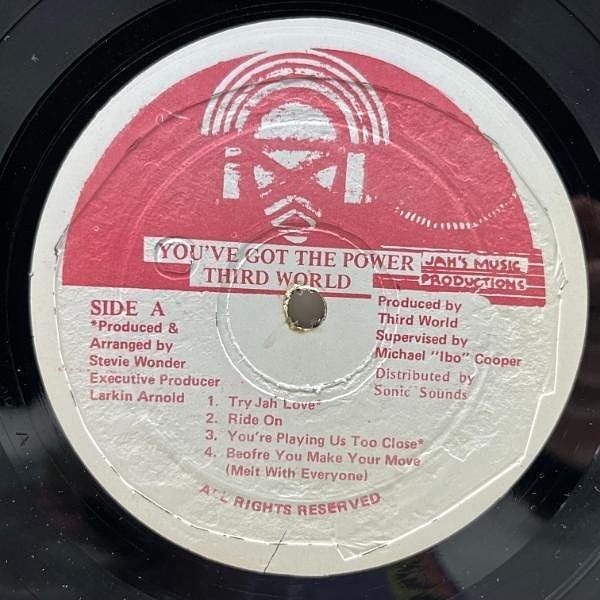 YOU'VE GOT THE POWER
THIRD WORLD
JAH'S MUSIC
PRODUCTIONS
SIDE A
*Produced &
Arranged by
Stevie Wonder
Executive Producer
Larkin Arnold
Produced by
Third World
Supervised by
Michael "Ibo" Cooper
Distributed by
Sonic Sounds
1. Try Jah Love*
2. Ride On
3. You're Playing Us Too Close*
4. Beofre You Make Your Move
(Melt With Everyone)
ALL RIGHTS RESERVED